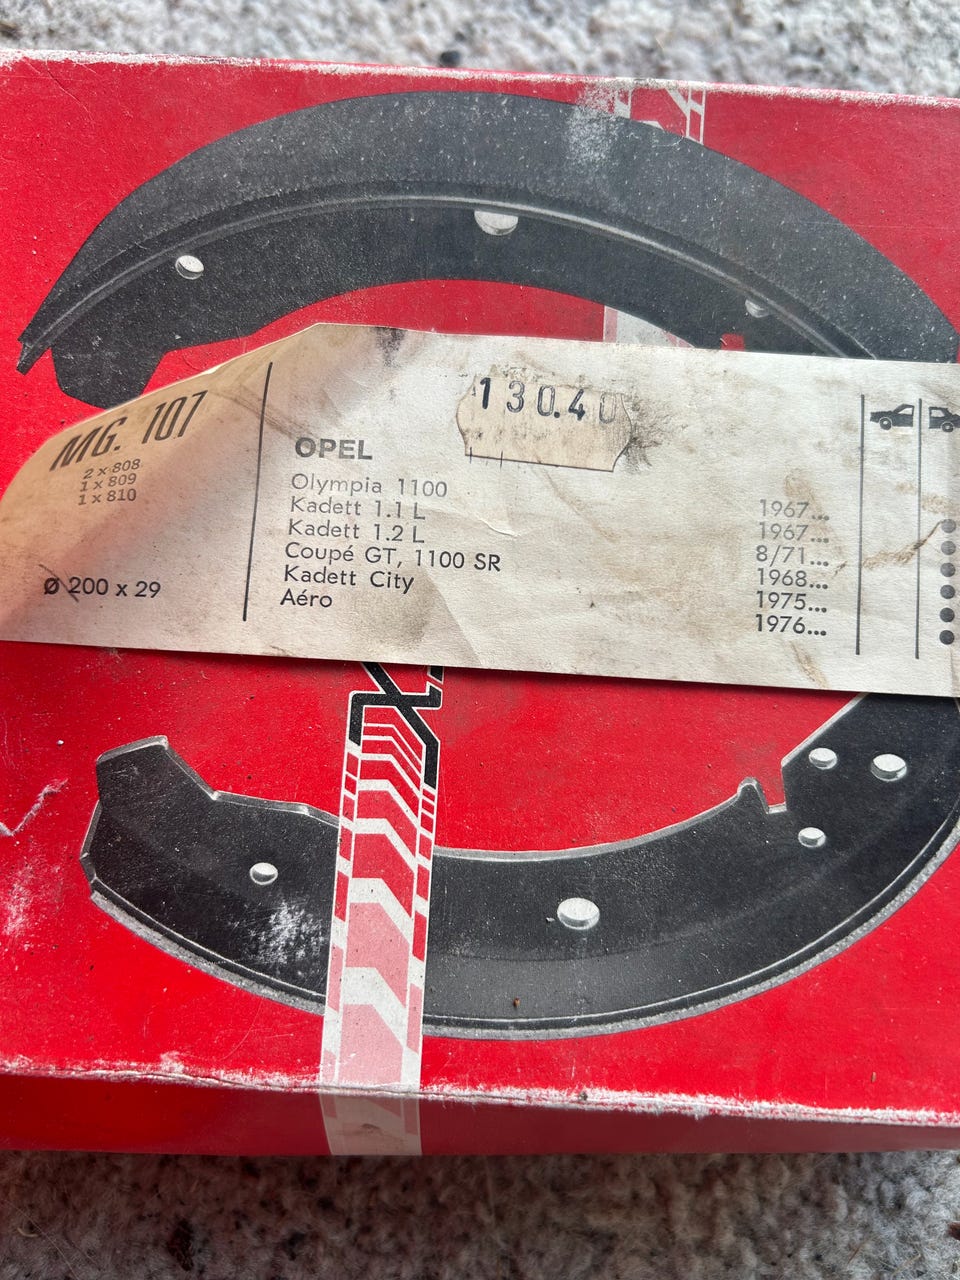 MG. 107
2 x 808
1 x 809
1 x 810
Ø 200 x 29
130.40
OPEL
Olympia 1100 1967...
Kadett 1.1 L 1967...
Kadett 1.2 L 8/71...
Coupé GT, 1100 SR 1968...
Kadett City 1975...
Aéro 1976...